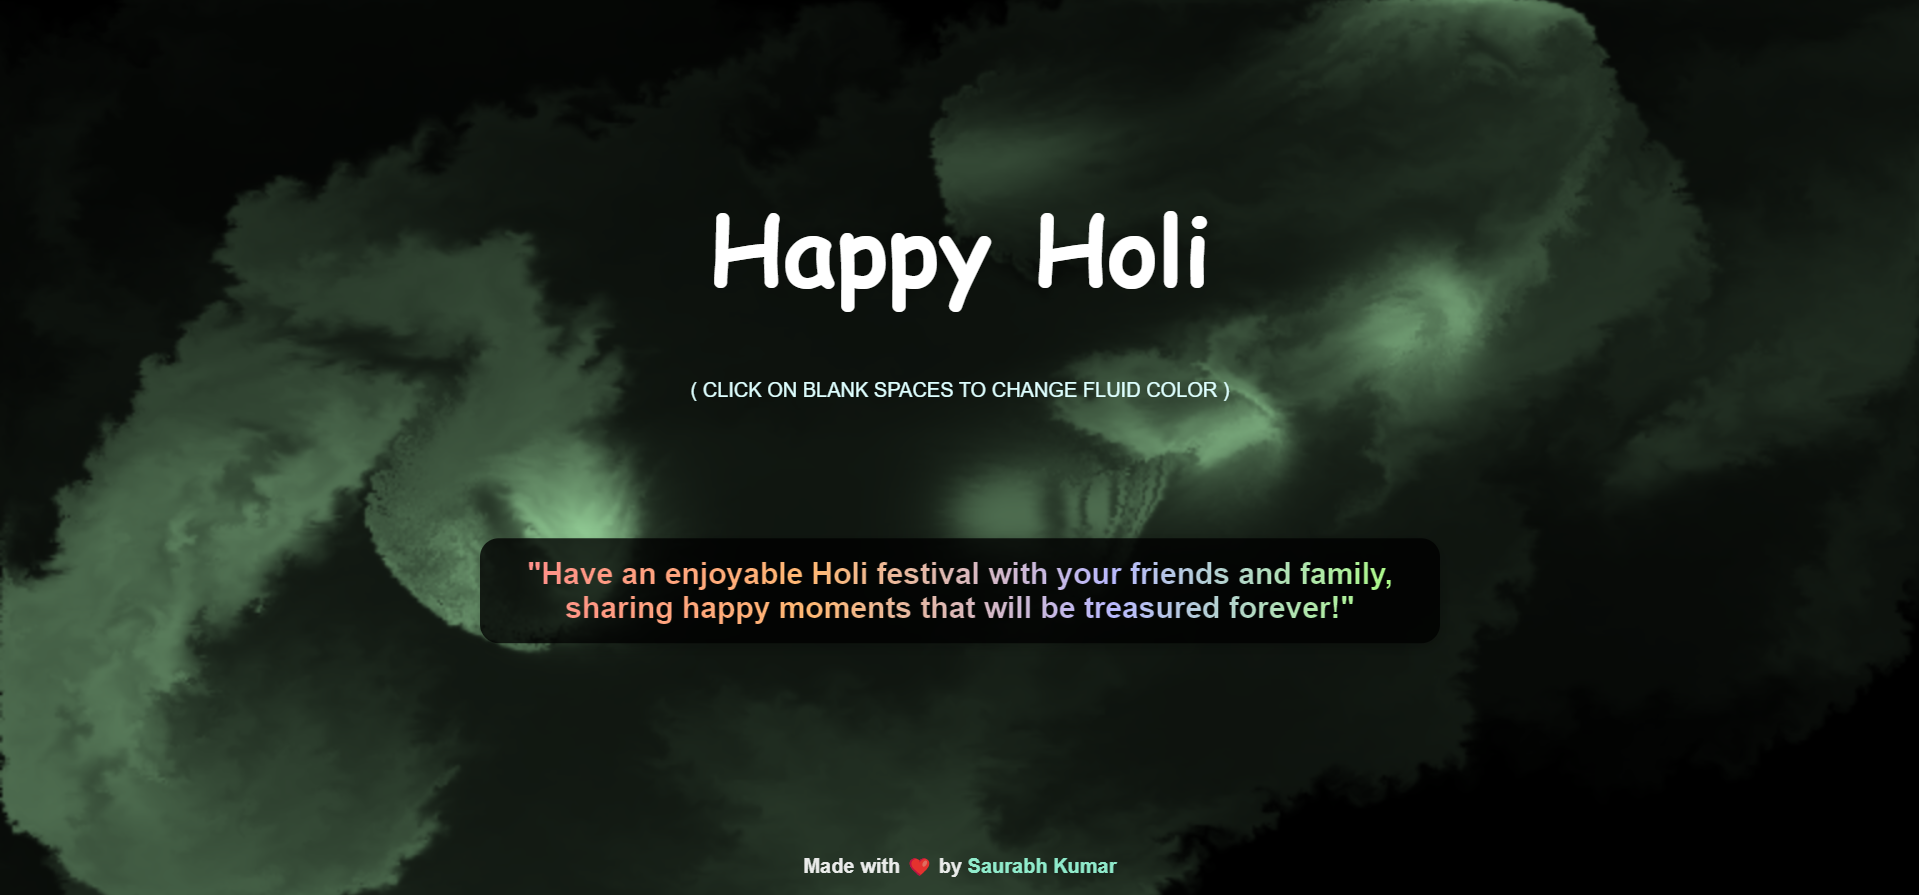 Happy Holi
( CLICK ON BLANK SPACES TO CHANGE FLUID COLOR )
"Have an enjoyable Holi festival with your friends and family,
sharing happy moments that will be treasured forever!"
Made with ❤️ by Saurabh Kumar